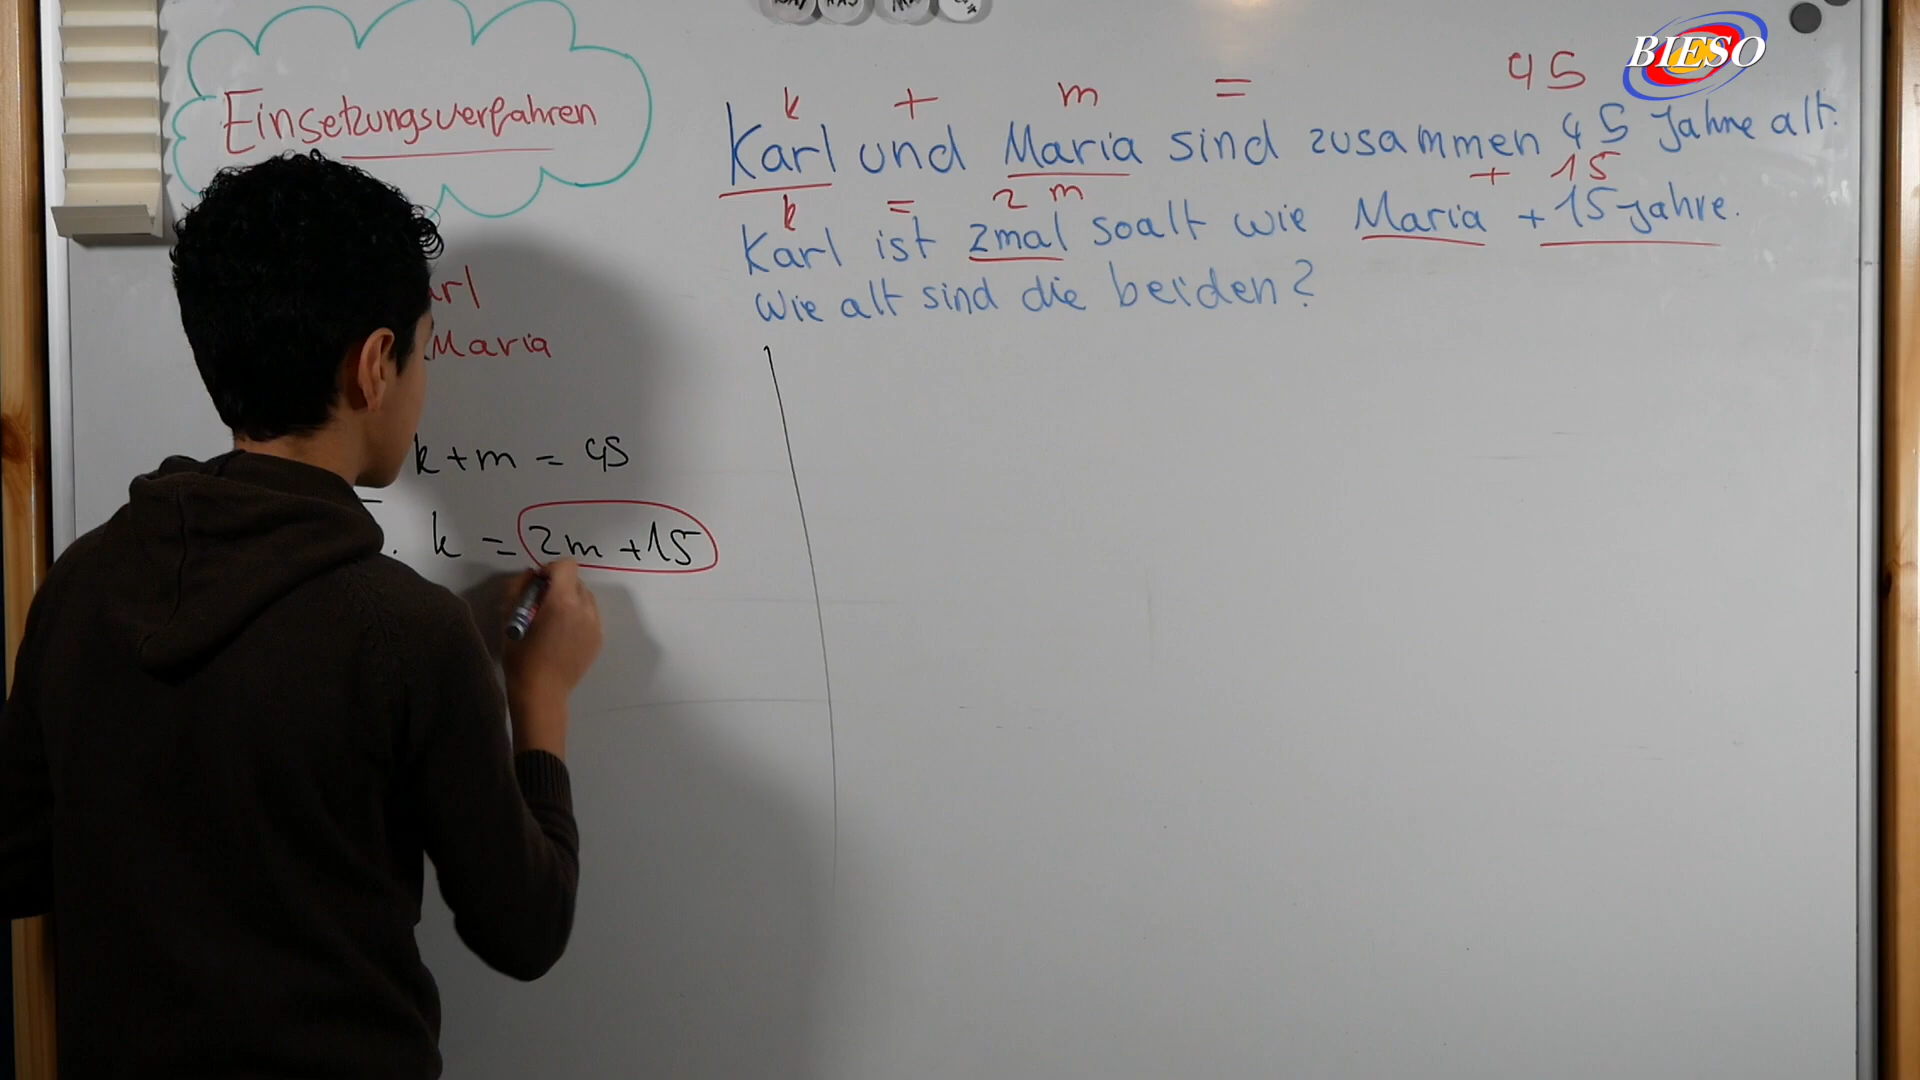 BIESO
Einsetzungsverfahren
k + m = 45
Karl und Maria sind zusammen 45 Jahre alt.
k = 2 m + 15
Karl ist 2mal soalt wie Maria + 15 Jahre.
Wie alt sind die beiden?
arl
Maria
k + m = 45
k = 2m + 15